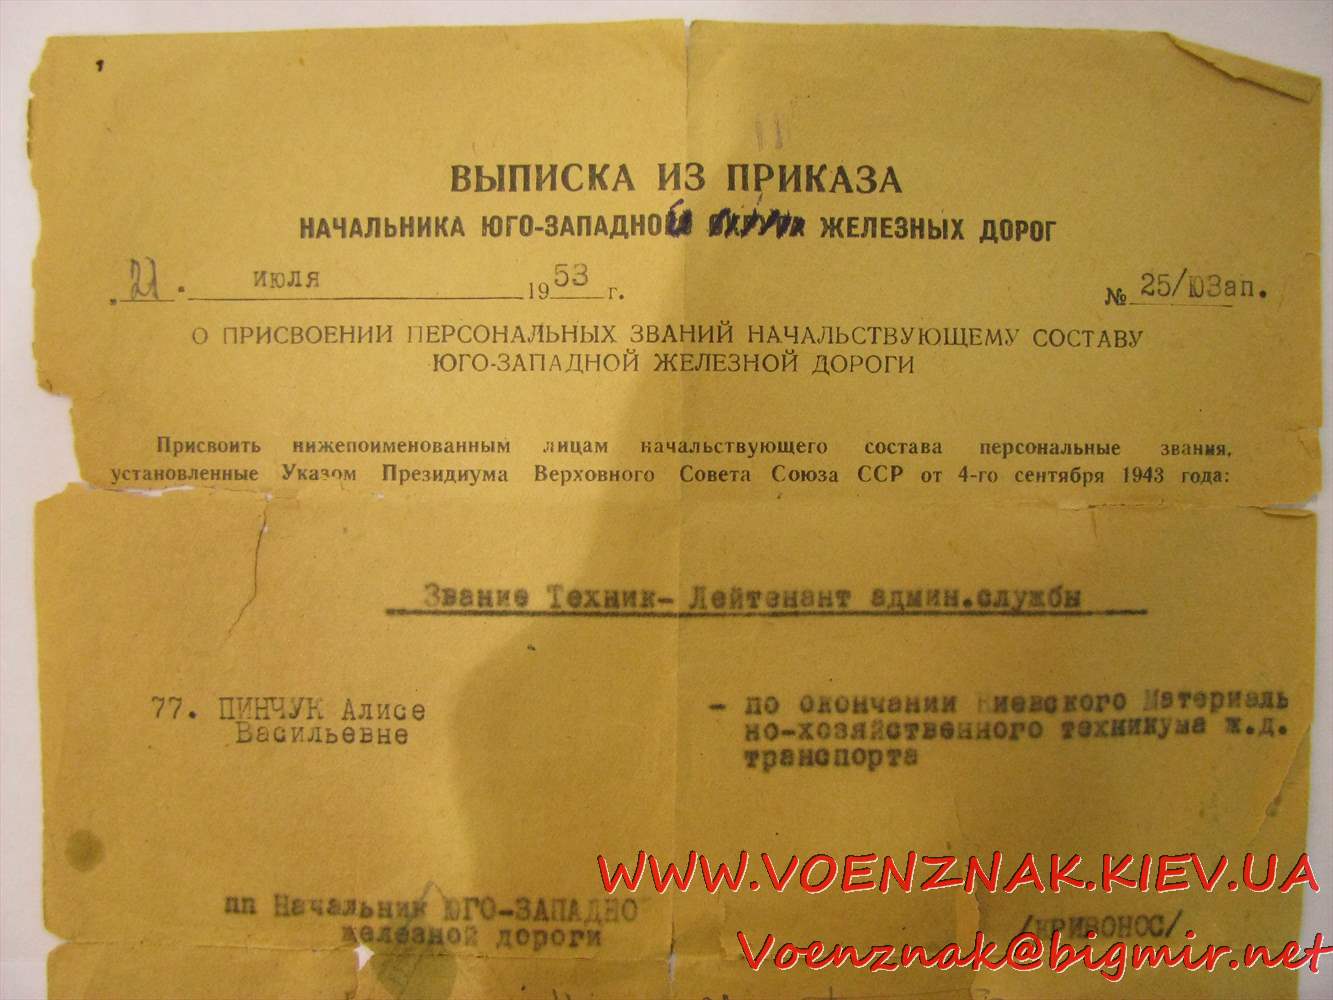 ВЫПИСКА ИЗ ПРИКАЗА
НАЧАЛЬНИКА ЮГО-ЗАПАДНОЙ ЖЕЛЕЗНЫХ ДОРОГ
„21. июля 1953 г. № 25/ЮЗап.
О ПРИСВОЕНИИ ПЕРСОНАЛЬНЫХ ЗВАНИЙ НАЧАЛЬСТВУЮЩЕМУ СОСТАВУ
ЮГО-ЗАПАДНОЙ ЖЕЛЕЗНОЙ ДОРОГИ
Присвоить нижепоименованным лицам начальствующего состава персональные звания,
установленные Указом Президиума Верховного Совета Союза ССР от 4-го сентября 1943 года:
Звание Техник- Лейтенант админ.службы
77. ПИНЧУК Алисе - по окончании Киевского Материаль
Васильевне но-хозяйственного техникума ж.д.
транспорта
WWW.VOENZNAK.KIEV.UA
пп Начальник ЮГО-ЗАПАДНО
железной дороги /КРИВОНОС/
Voenznak@bigmir.net